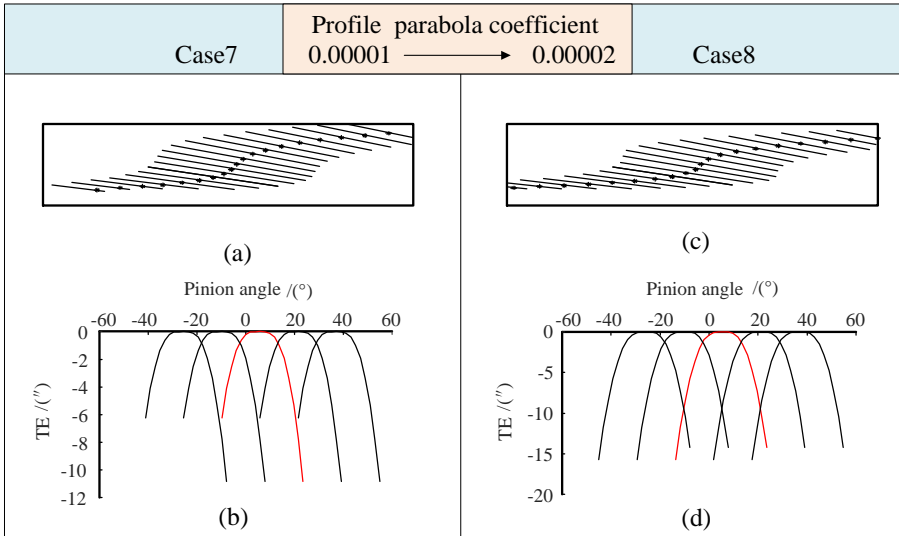 Profile parabola coefficient
Case7 0.00001 0.00002 Case8
(a) (c)
Pinion angle /(°)
-60 -40 -20 0 20 40 60
0
-2
-4
-6
-8
-10
-12
TE /(″)
(b)
Pinion angle /(°)
-60 -40 -20 0 20 40 60
0
-5
-10
-15
-20
TE /(″)
(d)